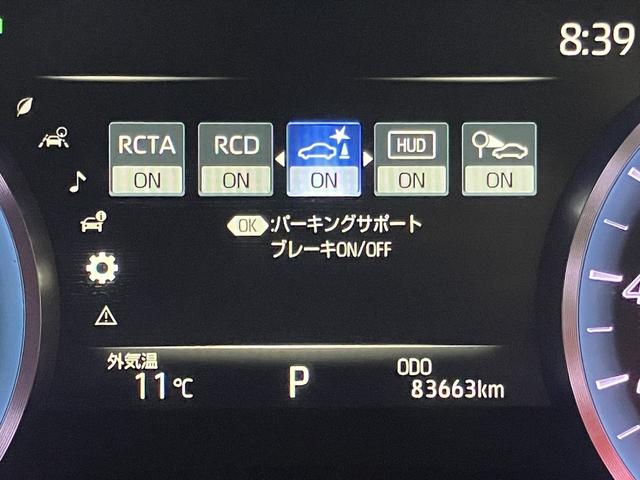 8:39
RCTA RCD HUD
ON ON ON ON ON
OK :パーキングサポート
ブレーキON/OFF
外気温
11℃
P
ODO
83663km